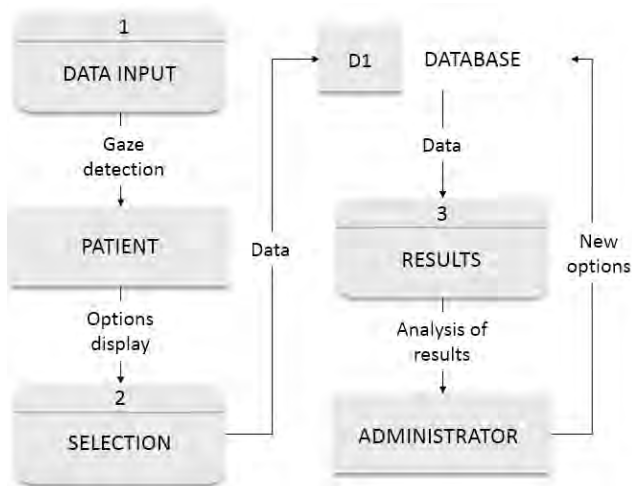 1
DATA INPUT
Gaze
detection
PATIENT
Options
display
2
SELECTION
Data
D1 DATABASE
Data
3
RESULTS
Analysis of
results
ADMINISTRATOR
New
options